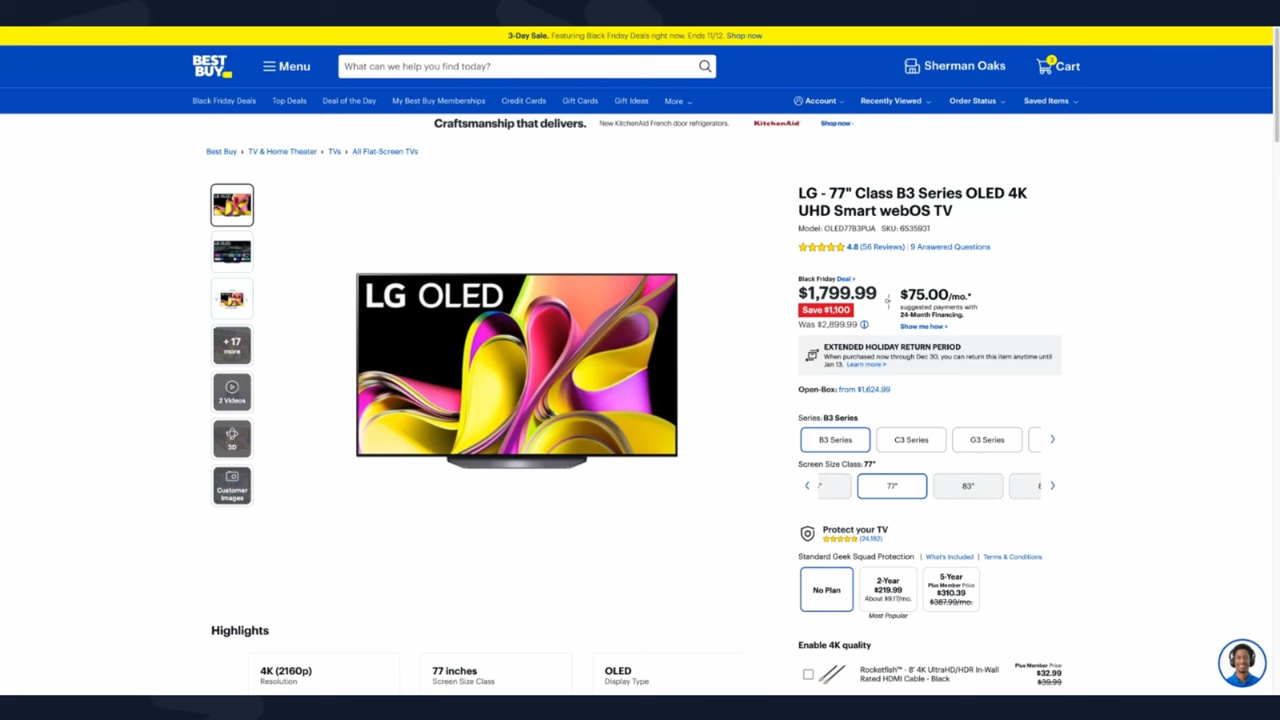 3-Day Sale. Featuring Black Friday Deals right now. Ends 11/12. Shop now
BEST BUY
Menu
What can we help you find today?
Sherman Oaks
3
Cart
Black Friday Deals
Top Deals
Deal of the Day
My Best Buy Memberships
Credit Cards
Gift Cards
Gift Ideas
More
Account
Recently Viewed
Order Status
Saved Items
Craftsmanship that delivers. New KitchenAid French door refrigerators. KitchenAid Shop now ›
Best Buy › TV & Home Theater › TVs › All Flat-Screen TVs
LG - 77" Class B3 Series OLED 4K
UHD Smart webOS TV
Model: OLED77B3PUA SKU: 6535931
4.8 (56 Reviews) | 9 Answered Questions
Black Friday Deal ›
$1,799.99
Save $1,100
Was $2,899.99
or
$75.00/mo.*
suggested payments with
24-Month Financing.
Show me how ›
EXTENDED HOLIDAY RETURN PERIOD
When purchased now through Dec 30, you can return this item anytime until
Jan 13. Learn more >
Open-Box: from $1,624.99
Series: B3 Series
B3 Series
C3 Series
G3 Series
Screen Size Class: 77"
77"
83"
Protect your TV
Standard Geek Squad Protection | What's Included | Terms & Conditions
No Plan
2-Year
$219.99
About $9.17/mo.
Most Popular
5-Year
Plus Member Price
$310.39
$387.99/mo.
Enable 4K quality
Rocketfish™ - 8' 4K UltraHD/HDR In-Wall
Rated HDMI Cable - Black
Plus Member Price
$32.99
$39.99
LG OLED
LG OLED
+ 17
more
2 Videos
3D
Customer
Images
Highlights
4K (2160p)
Resolution
77 inches
Screen Size Class
OLED
Display Type